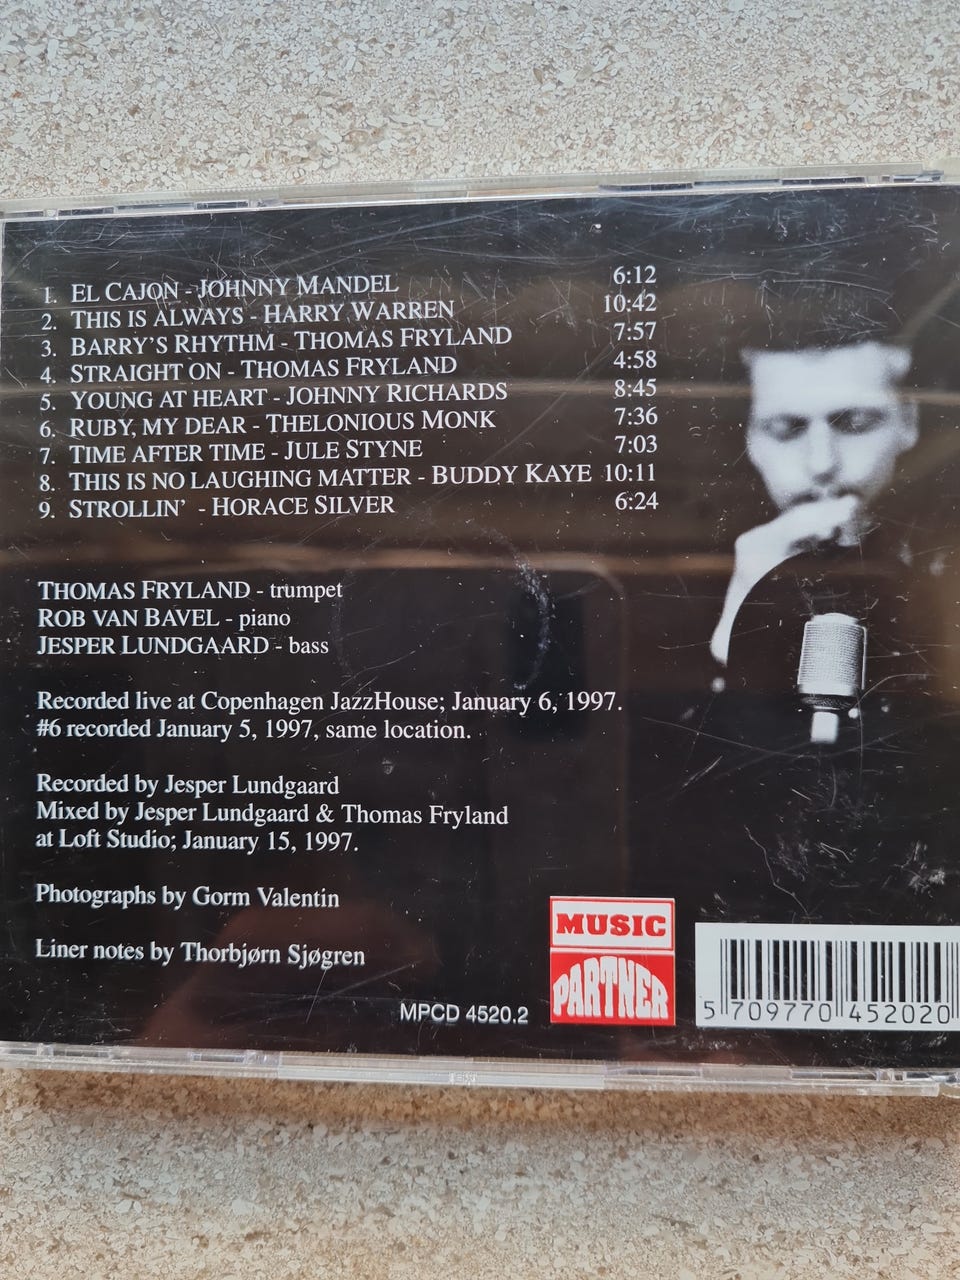 1. EL CAJON - JOHNNY MANDEL 6:12
2. THIS IS ALWAYS - HARRY WARREN 10:42
3. BARRY'S RHYTHM - THOMAS FRYLAND 7:57
4. STRAIGHT ON - THOMAS FRYLAND 4:58
5. YOUNG AT HEART - JOHNNY RICHARDS 8:45
6. RUBY, MY DEAR - THELONIOUS MONK 7:36
7. TIME AFTER TIME - JULE STYNE 7:03
8. THIS IS NO LAUGHING MATTER - BUDDY KAYE 10:11
9. STROLLIN' - HORACE SILVER 6:24
THOMAS FRYLAND - trumpet
ROB VAN BAVEL - piano
JESPER LUNDGAARD - bass
Recorded live at Copenhagen JazzHouse; January 6, 1997.
#6 recorded January 5, 1997, same location.
Recorded by Jesper Lundgaard
Mixed by Jesper Lundgaard & Thomas Fryland
at Loft Studio; January 15, 1997.
Photographs by Gorm Valentin
Liner notes by Thorbjørn Sjøgren
MPCD 4520.2
MUSIC
PARTNER
5 709770 452020